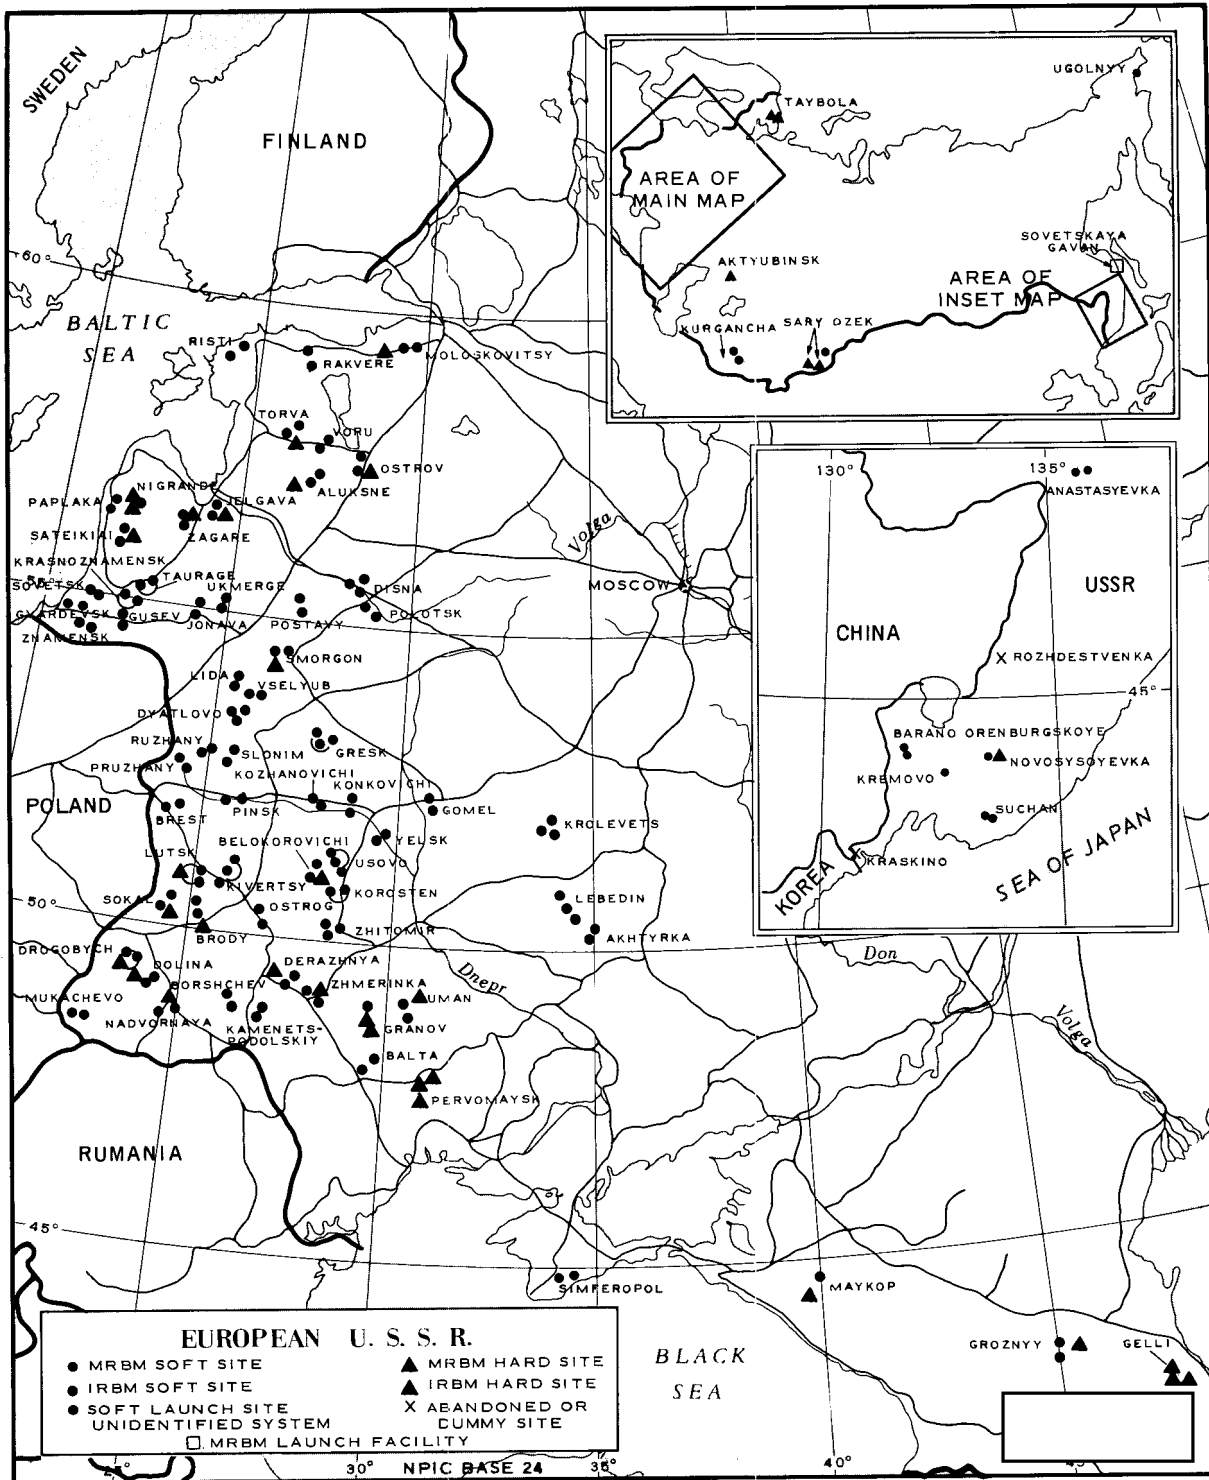 SWEDEN
FINLAND
60°
BALTIC
SEA
RISTI
RAKVERE
MOLOSKOVITSY
TORVA
VORU
OSTROV
ALUKSNE
NIGRANDE
PAPLAKA
JELGAVA
SATEIKIAI
ZAGARE
KRASNOZNAMENSK
55°
SOVETSK
TAURAGE
UKMERGE
DISNA
GVARDEYSK
GUSEV
JONAVA
POSTAVY
POLOTSK
ZNAMENSK
SMORGON
LIDA
VSELYUB
DYATLOVO
RUZHANY
SLONIM
GRESK
PRUZHANY
KOZHANOVICHI
KONKOVICHI
POLAND
BREST
PINSK
GOMEL
BELOKOROVICHI
YELSK
KROLEVETS
LUTSK
USOVO
KIVERTSY
KOROSTEN
50°
SOKAL
OSTROG
LEBEDIN
BRODY
ZHITOMIR
AKHTYRKA
DROGOBYCH
DOLINA
DERAZHNYA
BORSHCHEV
ZHMERINKA
UMAN
MUKACHEVO
NADVORNAYA
KAMENETS-
PODOLSKIY
GRANOV
BALTA
PERVOMAYSK
RUMANIA
45°
Volga
MOSCOW
Dnepr
Don
Volga
SIMFEROPOL
MAYKOP
GROZNYY
GELLI
BLACK
SEA
UGOLNYY
TAYBOLA
AREA OF
MAIN MAP
SOVETSKAYA
GAVAN
AKTYUBINSK
AREA OF
INSET MAP
KURGANCHA
SARY OZEK
130°
135°
ANASTASYEVKA
USSR
CHINA
ROZHDESTVENKA
45°
BARANO ORENBURGSKOYE
NOVOSYSOYEVKA
KREMOVO
SUCHAN
KRASKINO
KOREA
SEA OF JAPAN
EUROPEAN U. S. S. R.
MRBM SOFT SITE
IRBM SOFT SITE
SOFT LAUNCH SITE
UNIDENTIFIED SYSTEM
MRBM HARD SITE
IRBM HARD SITE
X ABANDONED OR
DUMMY SITE
MRBM LAUNCH FACILITY
30°
NPIC BASE 24
35°
40°